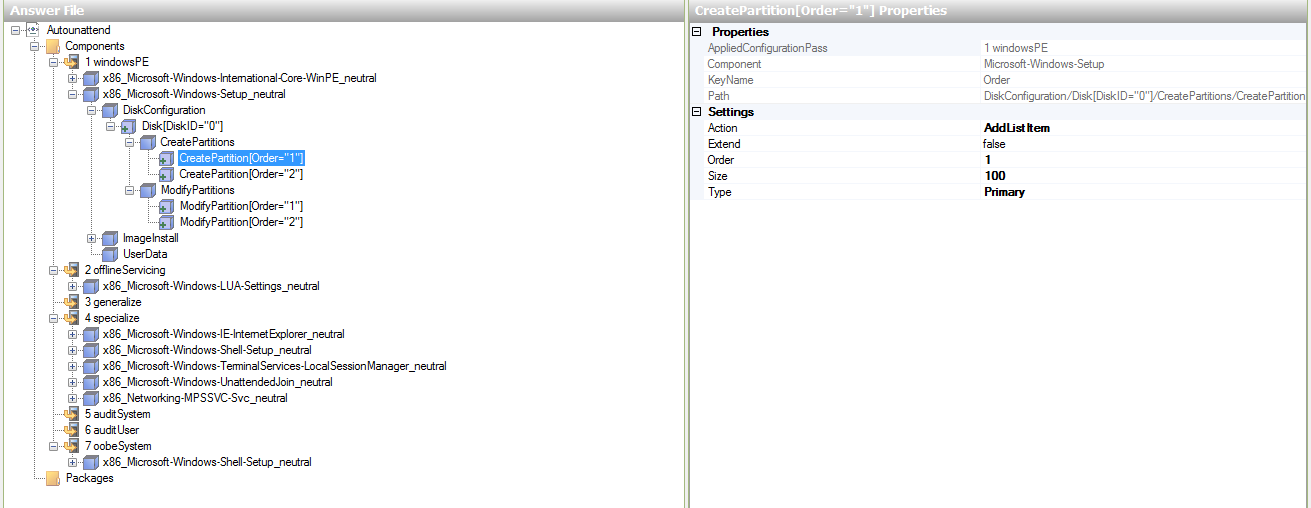 Answer File
Autounattend
Components
1 windowsPE
x86_Microsoft-Windows-International-Core-WinPE_neutral
x86_Microsoft-Windows-Setup_neutral
DiskConfiguration
Disk[DiskID="0"]
CreatePartitions
CreatePartition[Order="1"]
CreatePartition[Order="2"]
ModifyPartitions
ModifyPartition[Order="1"]
ModifyPartition[Order="2"]
ImageInstall
UserData
2 offlineServicing
x86_Microsoft-Windows-LUA-Settings_neutral
3 generalize
4 specialize
x86_Microsoft-Windows-IE-InternetExplorer_neutral
x86_Microsoft-Windows-Shell-Setup_neutral
x86_Microsoft-Windows-TerminalServices-LocalSessionManager_neutral
x86_Microsoft-Windows-UnattendedJoin_neutral
x86_Networking-MPSSVC-Svc_neutral
5 auditSystem
6 auditUser
7 oobeSystem
x86_Microsoft-Windows-Shell-Setup_neutral
Packages
CreatePartition[Order="1"] Properties
Properties
AppliedConfigurationPass 1 windowsPE
Component Microsoft-Windows-Setup
KeyName Order
Path DiskConfiguration/Disk[DiskID="0"]/CreatePartitions/CreatePartition
Settings
Action AddListItem
Extend false
Order 1
Size 100
Type Primary